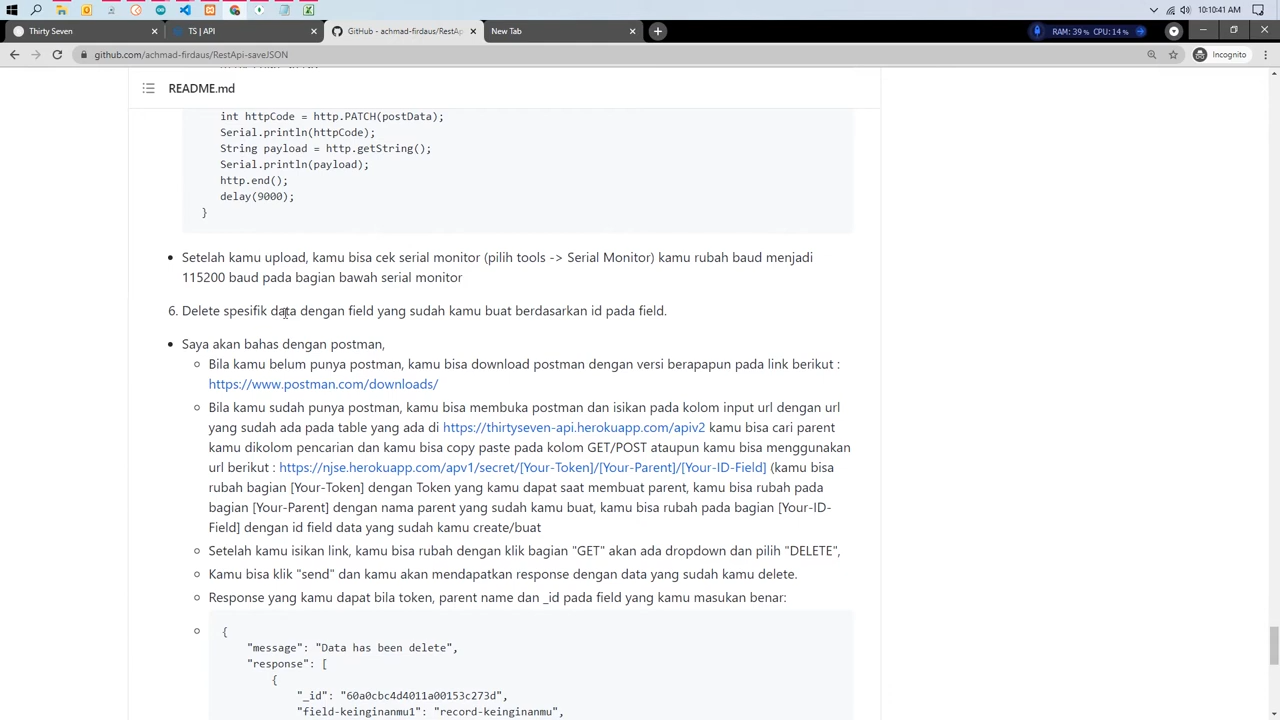 10:10:41 AM
Thirty Seven
TS | API
GitHub - achmad-firdaus/RestAp
New Tab
RAM: 39 % CPU: 14 %
github.com/achmad-firdaus/RestApi-saveJSON
Incognito
README.md
int httpCode = http.PATCH(postData);
Serial.println(httpCode);
String payload = http.getString();
Serial.println(payload);
http.end();
delay(9000);
}
Setelah kamu upload, kamu bisa cek serial monitor (pilih tools -> Serial Monitor) kamu rubah baud menjadi
115200 baud pada bagian bawah serial monitor
6. Delete spesifik data dengan field yang sudah kamu buat berdasarkan id pada field.
Saya akan bahas dengan postman,
Bila kamu belum punya postman, kamu bisa download postman dengan versi berapapun pada link berikut :
https://www.postman.com/downloads/
Bila kamu sudah punya postman, kamu bisa membuka postman dan isikan pada kolom input url dengan url
yang sudah ada pada table yang ada di https://thirtyseven-api.herokuapp.com/apiv2 kamu bisa cari parent
kamu dikolom pencarian dan kamu bisa copy paste pada kolom GET/POST ataupun kamu bisa menggunakan
url berikut : https://njse.herokuapp.com/apv1/secret/[Your-Token]/[Your-Parent]/[Your-ID-Field] (kamu bisa
rubah bagian [Your-Token] dengan Token yang kamu dapat saat membuat parent, kamu bisa rubah pada
bagian [Your-Parent] dengan nama parent yang sudah kamu buat, kamu bisa rubah pada bagian [Your-ID-
Field] dengan id field data yang sudah kamu create/buat
Setelah kamu isikan link, kamu bisa rubah dengan klik bagian "GET" akan ada dropdown dan pilih "DELETE",
Kamu bisa klik "send" dan kamu akan mendapatkan response dengan data yang sudah kamu delete.
Response yang kamu dapat bila token, parent name dan _id pada field yang kamu masukan benar:
{
"message": "Data has been delete",
"response": [
{
"_id": "60a0cbc4d4011a00153c273d",
"field-keinginanmu1": "record-keinginanmu",